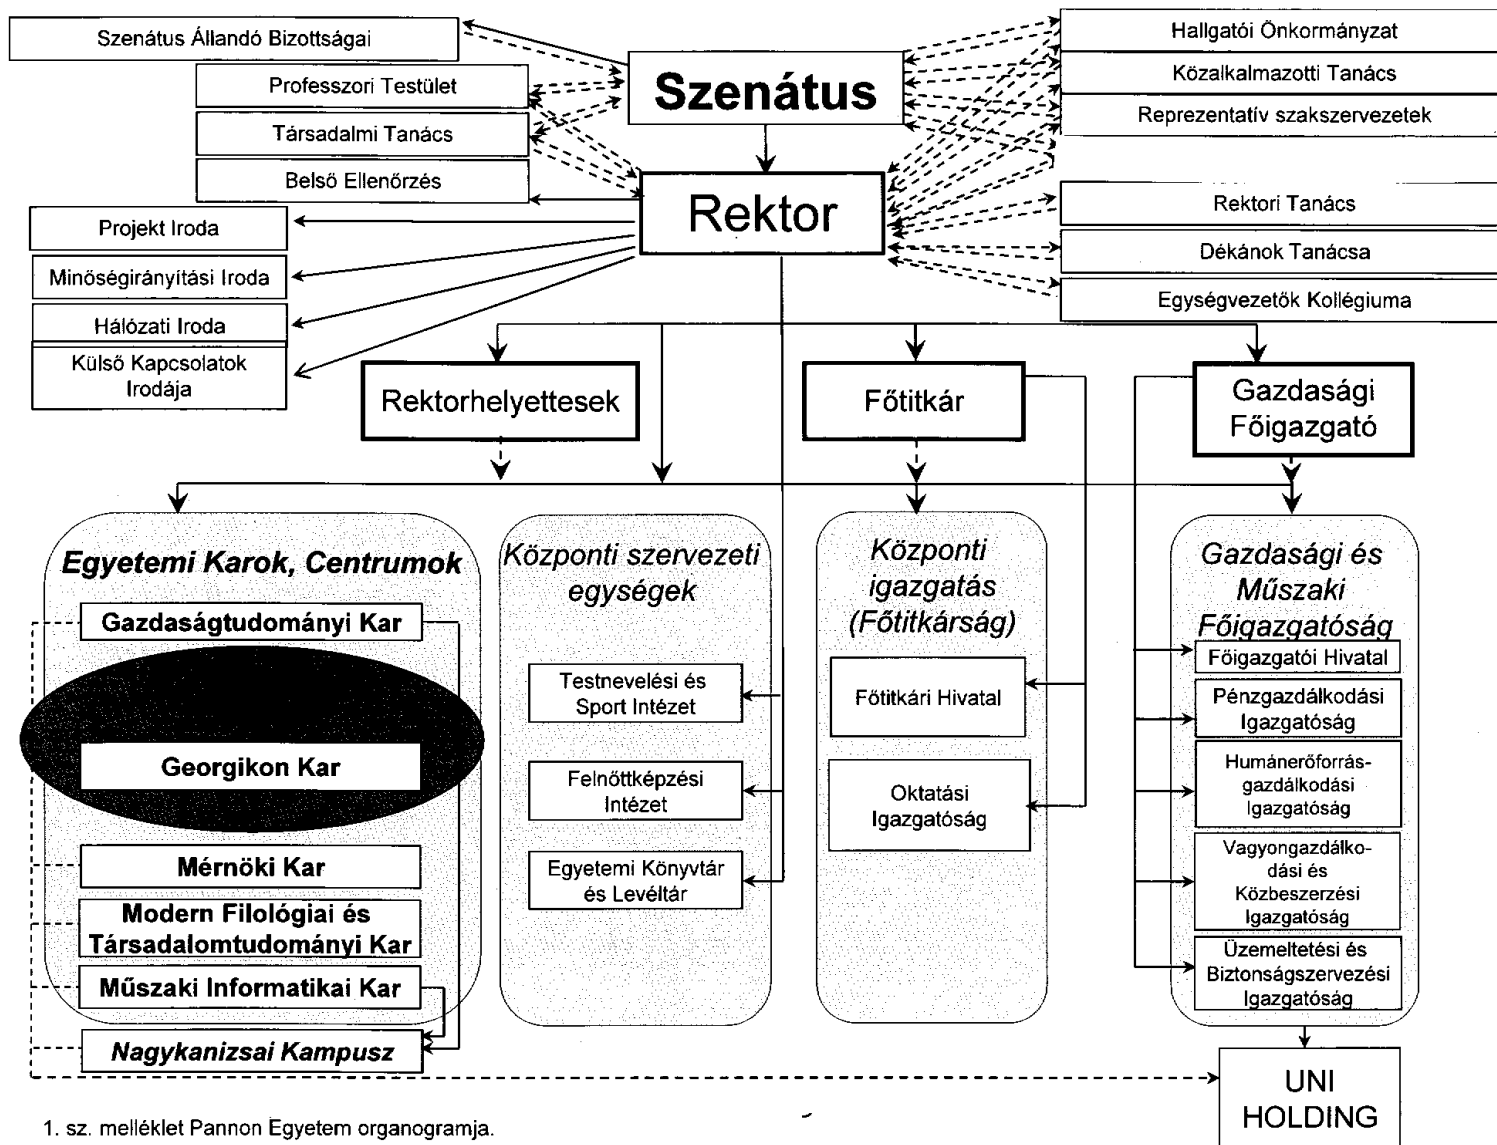 Szenátus Állandó Bizottságai
Professzori Testület
Társadalmi Tanács
Belső Ellenőrzés
Projekt Iroda
Minőségirányítási Iroda
Hálózati Iroda
Külső Kapcsolatok
Irodája
Szenátus
Rektor
Hallgatói Önkormányzat
Közalkalmazotti Tanács
Reprezentatív szakszervezetek
Rektori Tanács
Dékánok Tanácsa
Egységvezetők Kollégiuma
Rektorhelyettesek
Főtitkár
Gazdasági
Főigazgató
Egyetemi Karok, Centrumok
Gazdaságtudományi Kar
Georgikon Kar
Mérnöki Kar
Modern Filológiai és
Társadalomtudományi Kar
Műszaki Informatikai Kar
Nagykanizsai Kampusz
Központi szervezeti
egységek
Testnevelési és
Sport Intézet
Felnőttképzési
Intézet
Egyetemi Könyvtár
és Levéltár
Központi
igazgatás
(Főtitkárság)
Főtitkári Hivatal
Oktatási
Igazgatóság
Gazdasági és
Műszaki
Főigazgatóság
Főigazgatói Hivatal
Pénzgazdálkodási
Igazgatóság
Humánerőforrás-
gazdálkodási
Igazgatóság
Vagyongazdálko-
dási és
Közbeszerzési
Igazgatóság
Üzemeltetési és
Biztonságszervezési
Igazgatóság
UNI
HOLDING
1. sz. melléklet Pannon Egyetem organogramja.